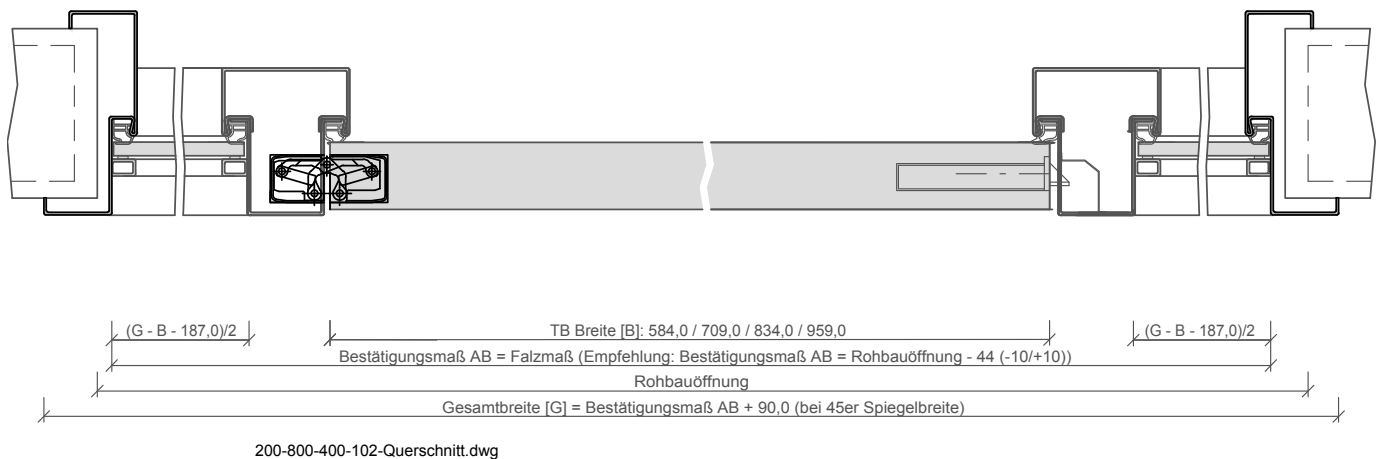 (G - B - 187,0)/2
TB Breite [B]: 584,0 / 709,0 / 834,0 / 959,0
(G - B - 187,0)/2
Bestätigungsmaß AB = Falzmaß (Empfehlung: Bestätigungsmaß AB = Rohbauöffnung - 44 (-10/+10))
Rohbauöffnung
Gesamtbreite [G] = Bestätigungsmaß AB + 90,0 (bei 45er Spiegelbreite)
200-800-400-102-Querschnitt.dwg